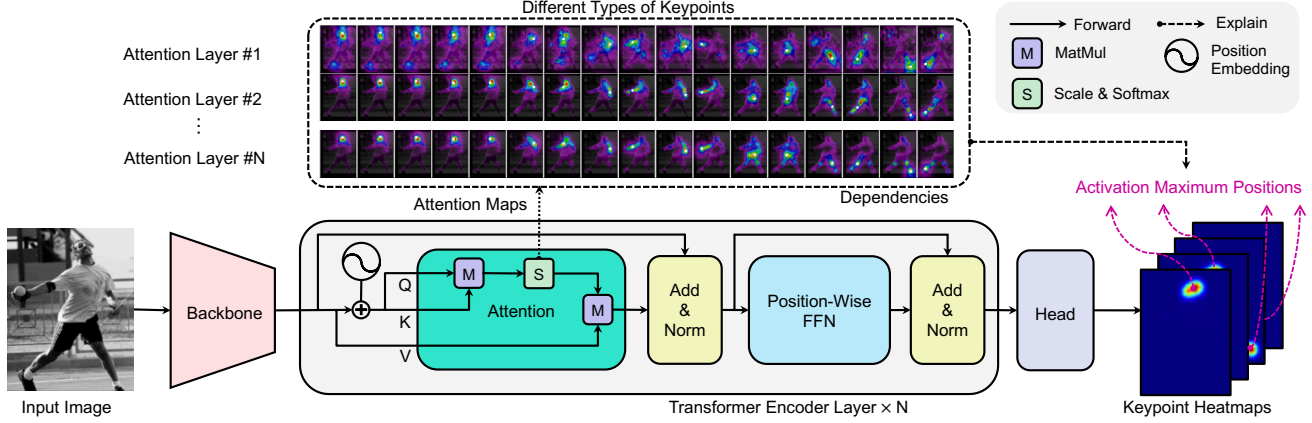 Different Types of Keypoints
Attention Layer #1
Attention Layer #2
⋮
Attention Layer #N
Forward
Explain
M
MatMul
Position
Embedding
S
Scale & Softmax
Attention Maps
Dependencies
Activation Maximum Positions
Backbone
Q
K
V
M
S
M
Attention
Add
&
Norm
Position-Wise
FFN
Add
&
Norm
Head
Input Image
Transformer Encoder Layer × N
Keypoint Heatmaps